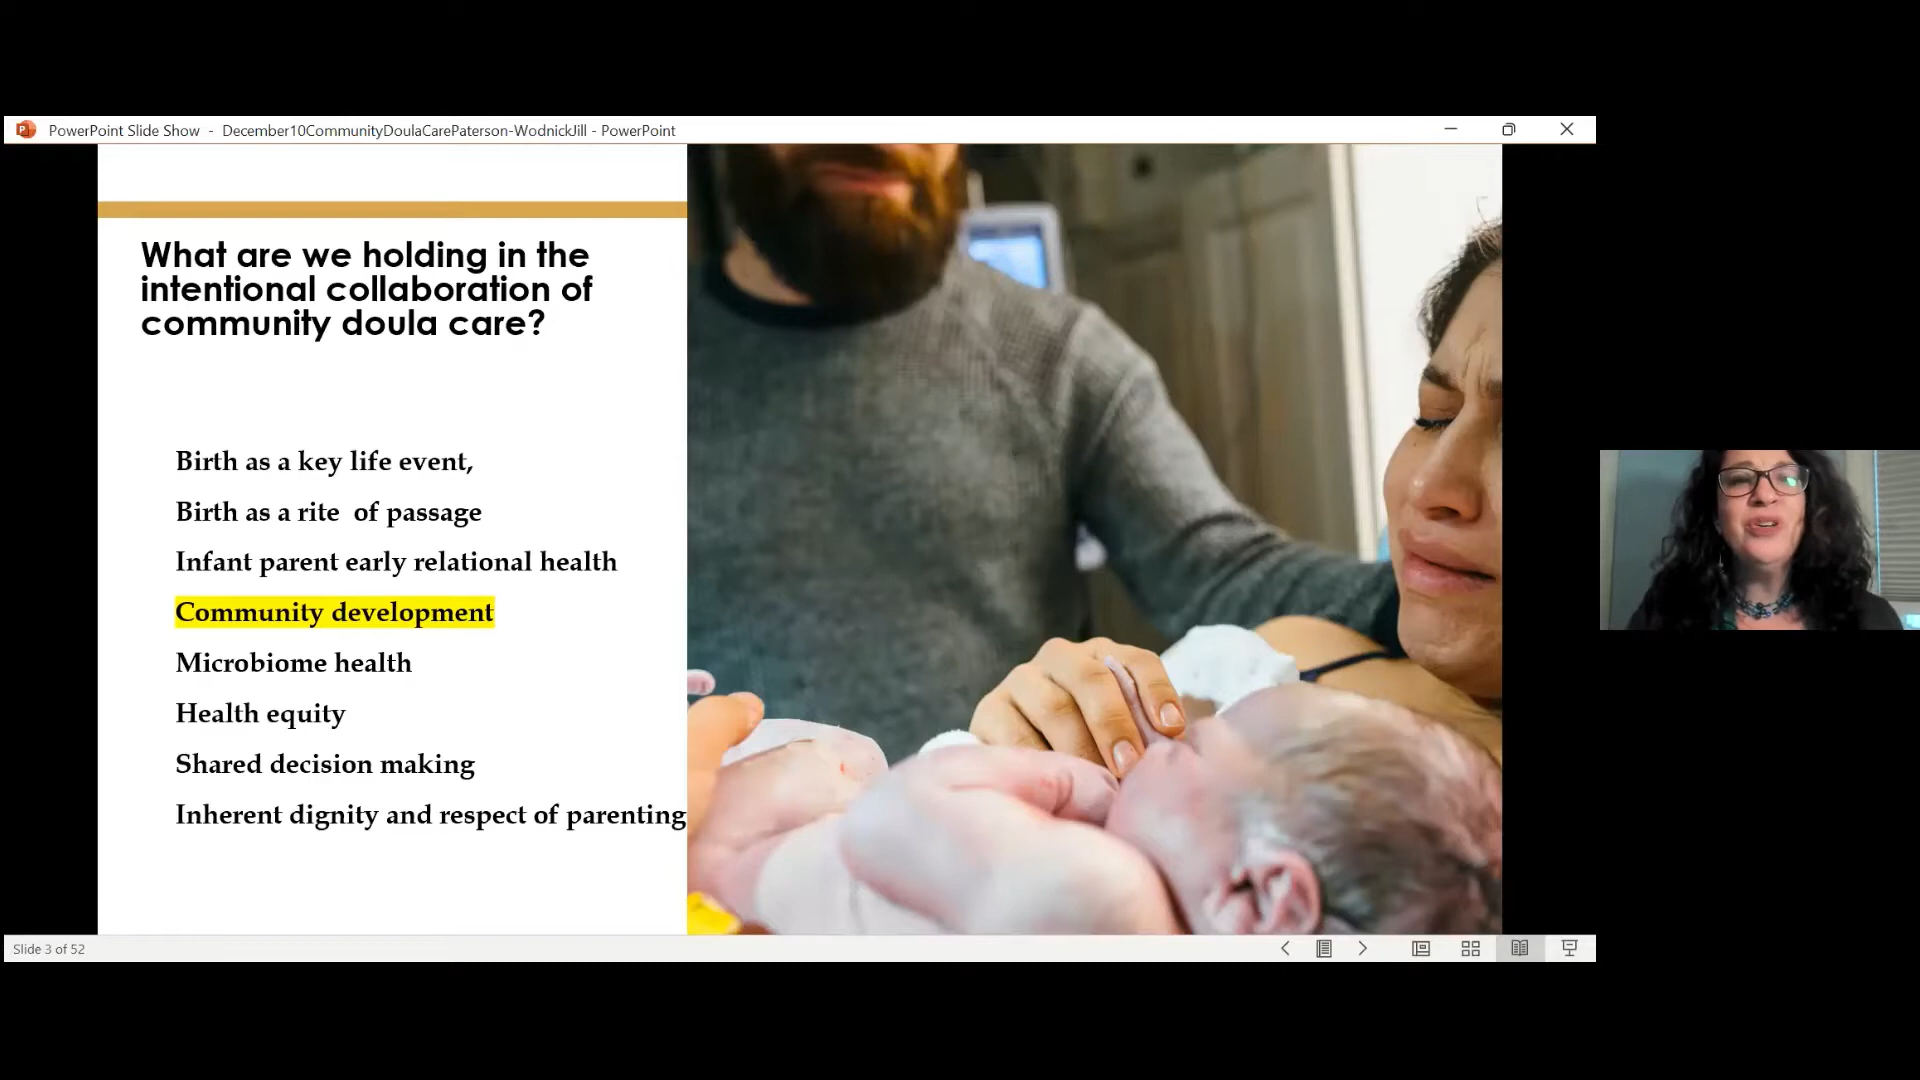 PowerPoint Slide Show - December10CommunityDoulaCarePaterson-WodnickJill - PowerPoint
What are we holding in the
intentional collaboration of
community doula care?
Birth as a key life event,
Birth as a rite  of passage
Infant parent early relational health
Community development
Microbiome health
Health equity
Shared decision making
Inherent dignity and respect of parenting
Slide 3 of 52